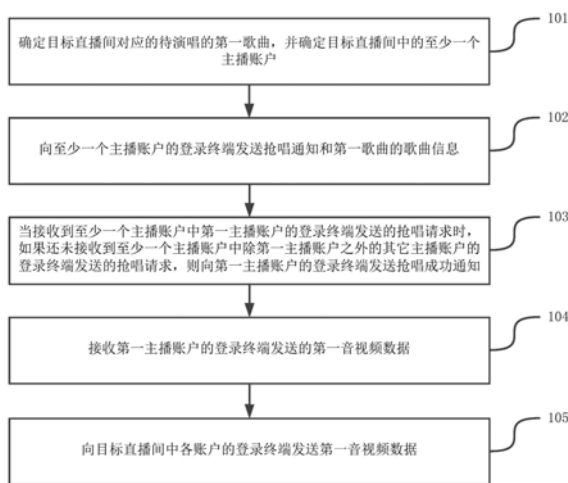 101
确定目标直播间对应的待演唱的第一歌曲，并确定目标直播间中的至少一个
主播账户
102
向至少一个主播账户的登录终端发送抢唱通知和第一歌曲的歌曲信息
103
当接收到至少一个主播账户中第一主播账户的登录终端发送的抢唱请求时，
如果还未接收到至少一个主播账户中除第一主播账户之外的其它主播账户的
登录终端发送的抢唱请求，则向第一主播账户的登录终端发送抢唱成功通知
104
接收第一主播账户的登录终端发送的第一音视频数据
105
向目标直播间中各账户的登录终端发送第一音视频数据